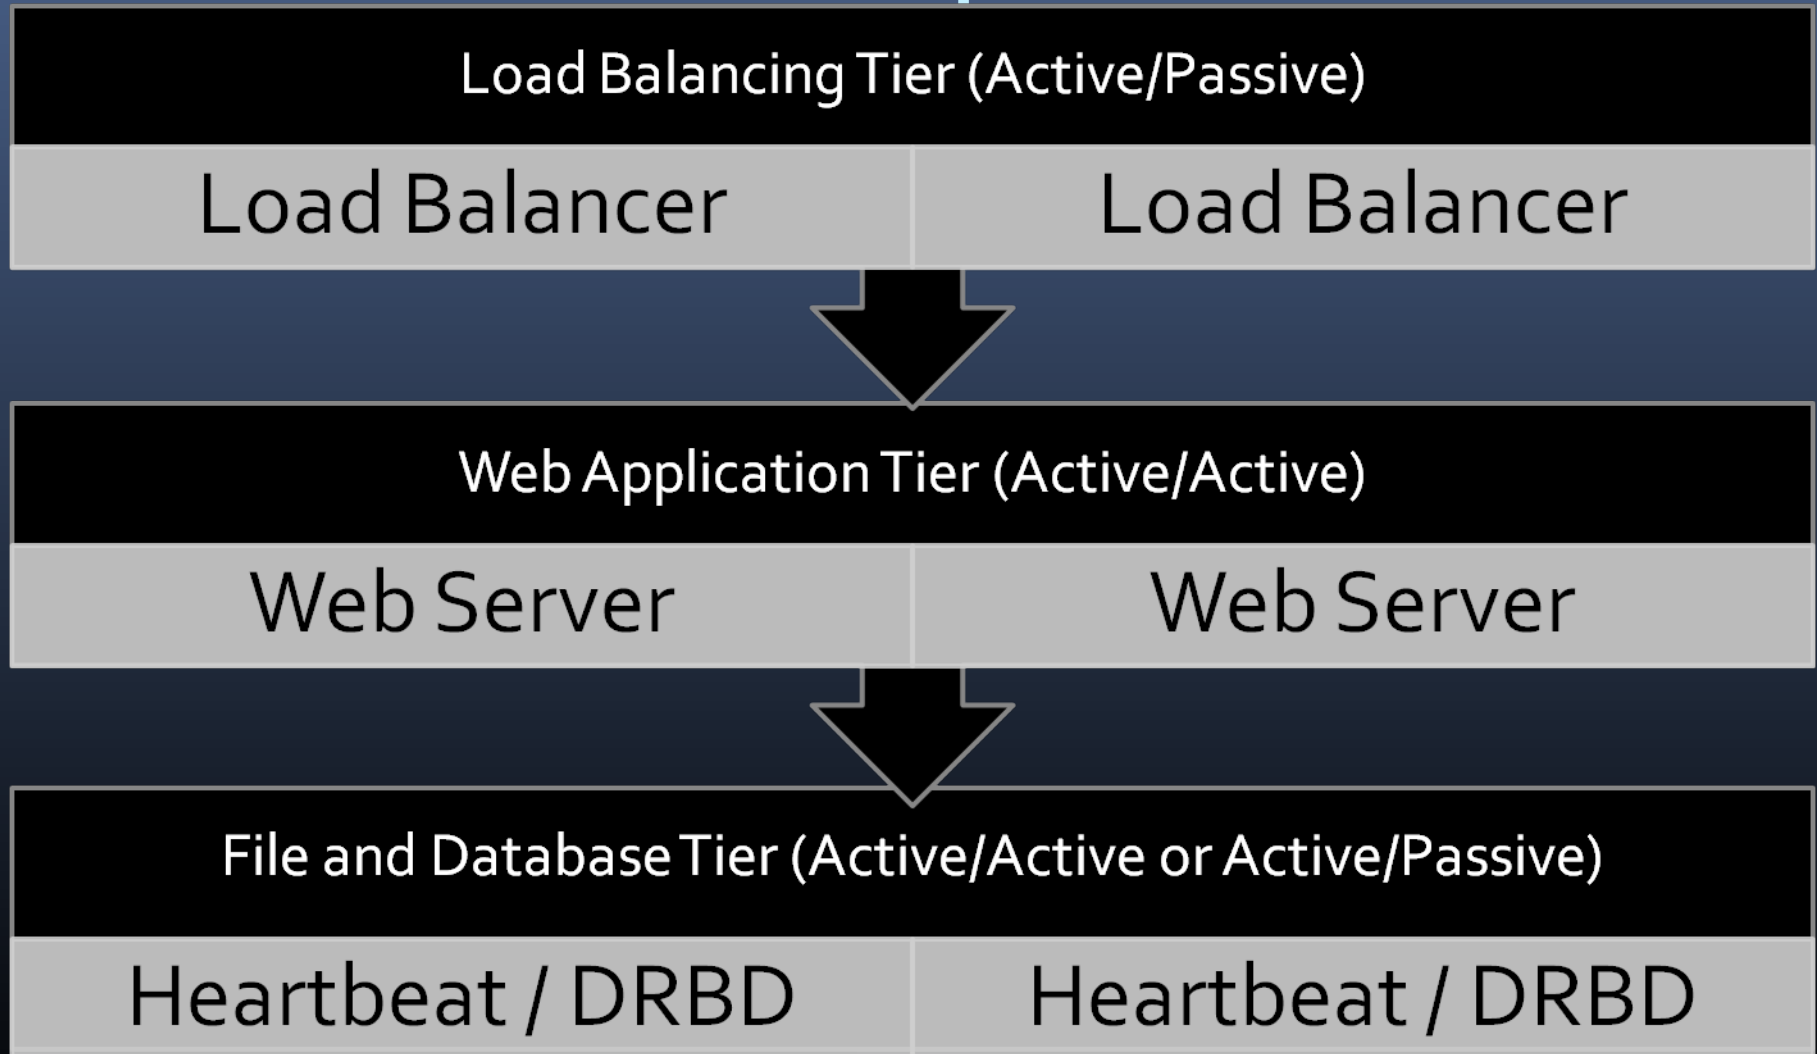 Load Balancing Tier (Active/Passive)
Load Balancer Load Balancer
Web Application Tier (Active/Active)
Web Server Web Server
File and Database Tier (Active/Active or Active/Passive)
Heartbeat / DRBD Heartbeat / DRBD